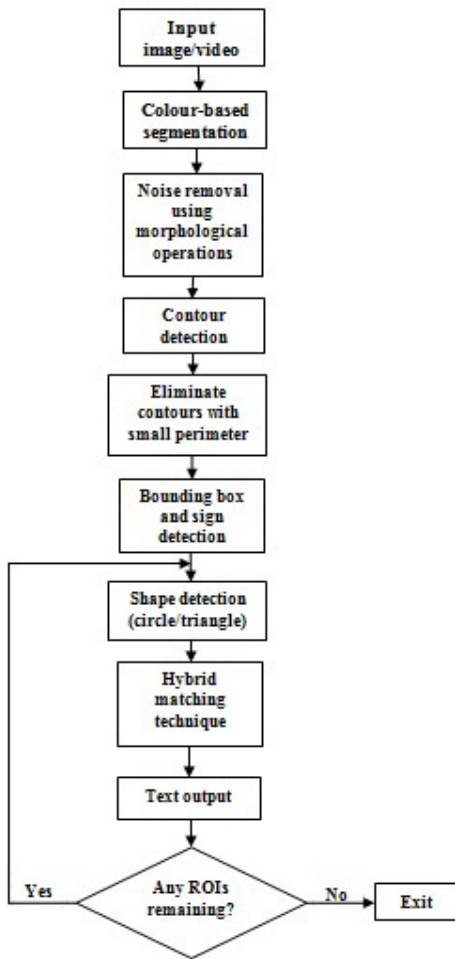 Input
image/video
Colour-based
segmentation
Noise removal
using
morphological
operations
Contour
detection
Eliminate
contours with
small perimeter
Bounding box
and sign
detection
Shape detection
(circle/triangle)
Hybrid
matching
technique
Text output
Yes
Any ROIs
remaining?
No
Exit